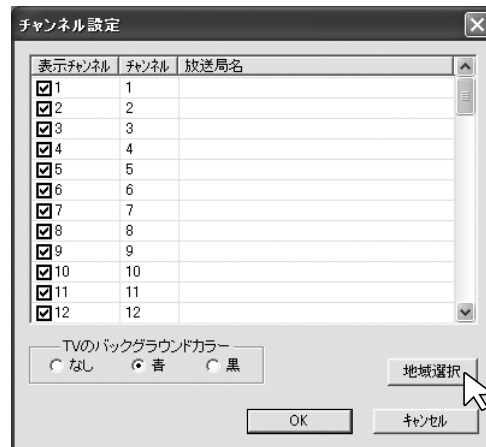 チャンネル設定
表示チャンネル チャンネル 放送局名
1 1
2 2
3 3
4 4
5 5
6 6
7 7
8 8
9 9
10 10
11 11
12 12
TVのバックグラウンドカラー
なし 青 黒
地域選択
OK キャンセル